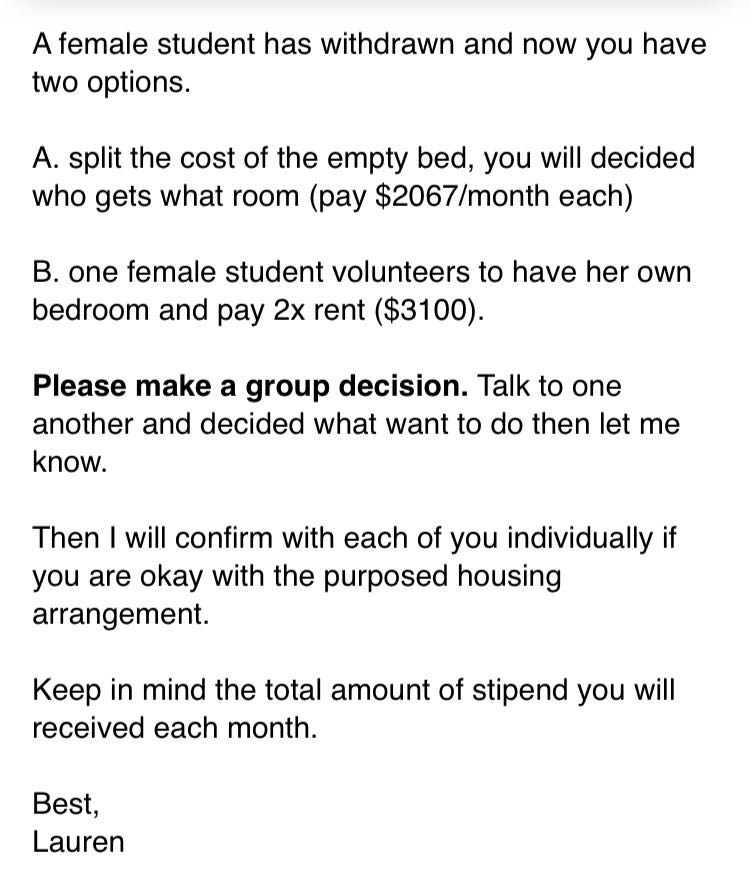 A female student has withdrawn and now you have
two options.
A. split the cost of the empty bed, you will decided
who gets what room (pay $2067/month each)
B. one female student volunteers to have her own
bedroom and pay 2x rent ($3100).
Please make a group decision. Talk to one
another and decided what want to do then let me
know.
Then I will confirm with each of you individually if
you are okay with the purposed housing
arrangement.
Keep in mind the total amount of stipend you will
received each month.
Best,
Lauren